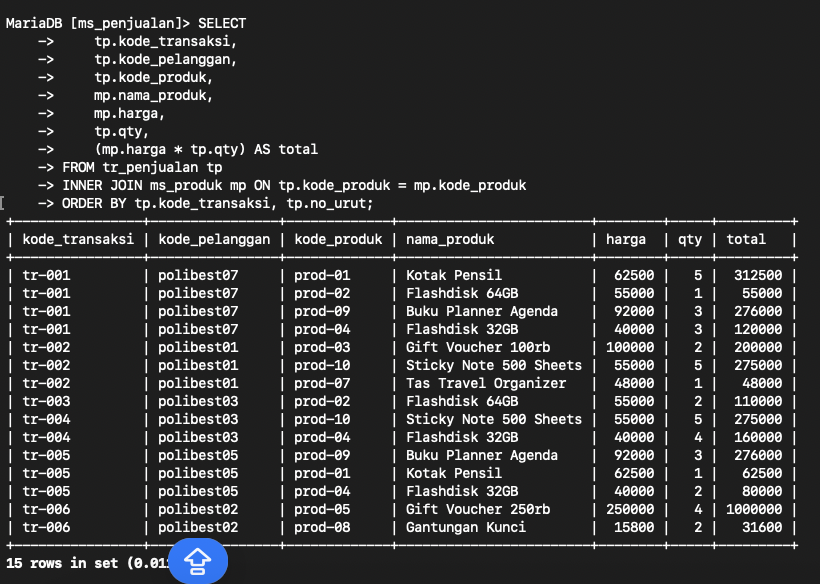 MariaDB [ms_penjualan]> SELECT
    ->     tp.kode_transaksi,
    ->     tp.kode_pelanggan,
    ->     tp.kode_produk,
    ->     mp.nama_produk,
    ->     mp.harga,
    ->     tp.qty,
    ->     (mp.harga * tp.qty) AS total
    -> FROM tr_penjualan tp
    -> INNER JOIN ms_produk mp ON tp.kode_produk = mp.kode_produk
    -> ORDER BY tp.kode_transaksi, tp.no_urut;
+----------------+----------------+-------------+------------------------+--------+------+---------+
| kode_transaksi | kode_pelanggan | kode_produk | nama_produk            | harga  | qty | total   |
+----------------+----------------+-------------+------------------------+--------+------+---------+
| tr-001         | polibest07     | prod-01     | Kotak Pensil           |  62500 |   5 |  312500 |
| tr-001         | polibest07     | prod-02     | Flashdisk 64GB         |  55000 |   1 |   55000 |
| tr-001         | polibest07     | prod-09     | Buku Planner Agenda    |  92000 |   3 |  276000 |
| tr-001         | polibest07     | prod-04     | Flashdisk 32GB         |  40000 |   3 |  120000 |
| tr-002         | polibest01     | prod-03     | Gift Voucher 100rb     | 100000 |   2 |  200000 |
| tr-002         | polibest01     | prod-10     | Sticky Note 500 Sheets |  55000 |   5 |  275000 |
| tr-002         | polibest01     | prod-07     | Tas Travel Organizer   |  48000 |   1 |   48000 |
| tr-003         | polibest03     | prod-02     | Flashdisk 64GB         |  55000 |   2 |  110000 |
| tr-004         | polibest03     | prod-10     | Sticky Note 500 Sheets |  55000 |   5 |  275000 |
| tr-004         | polibest03     | prod-04     | Flashdisk 32GB         |  40000 |   4 |  160000 |
| tr-005         | polibest05     | prod-09     | Buku Planner Agenda    |  92000 |   3 |  276000 |
| tr-005         | polibest05     | prod-01     | Kotak Pensil           |  62500 |   1 |   62500 |
| tr-005         | polibest05     | prod-04     | Flashdisk 32GB         |  40000 |   2 |   80000 |
| tr-006         | polibest02     | prod-05     | Gift Voucher 250rb     | 250000 |   4 | 1000000 |
| tr-006         | polibest02     | prod-08     | Gantungan Kunci        |  15800 |   2 |   31600 |
+----------------+----------------+-------------+------------------------+--------+------+---------+
15 rows in set